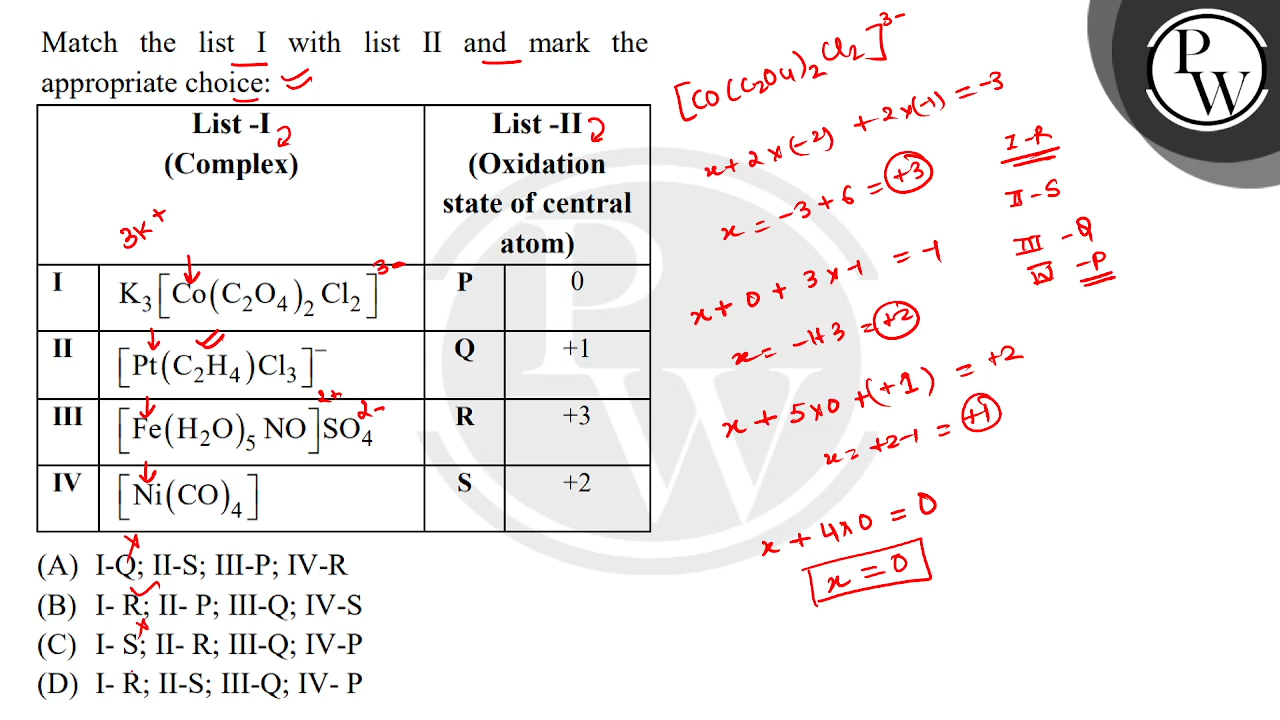 Match the list I with list II and mark the
appropriate choice:
List -I
(Complex)
List -II
(Oxidation
state of central
atom)
3K⁺
I K₃[Co(C₂O₄)₂Cl₂]³⁻ P 0
II [Pt(C₂H₄)Cl₃]⁻ Q +1
III [Fe(H₂O)₅NO]²⁺SO₄²⁻ R +3
IV [Ni(CO)₄] S +2
(A) I-Q; II-S; III-P; IV-R
(B) I- R; II- P; III-Q; IV-S
(C) I- S; II- R; III-Q; IV-P
(D) I- R; II-S; III-Q; IV- P
[Co(C₂O₄)₂Cl₂]³⁻
x+2×(-2) +2×(-1) = -3
x = -3+6 = +3
x+0+3×-1 = -1
x = -1+3 = +2
x+5×0+(+1) = +2
x = +2-1 = +1
x+4×0 = 0
x = 0
I-R
II-S
III-Q
IV-P
PW
PW